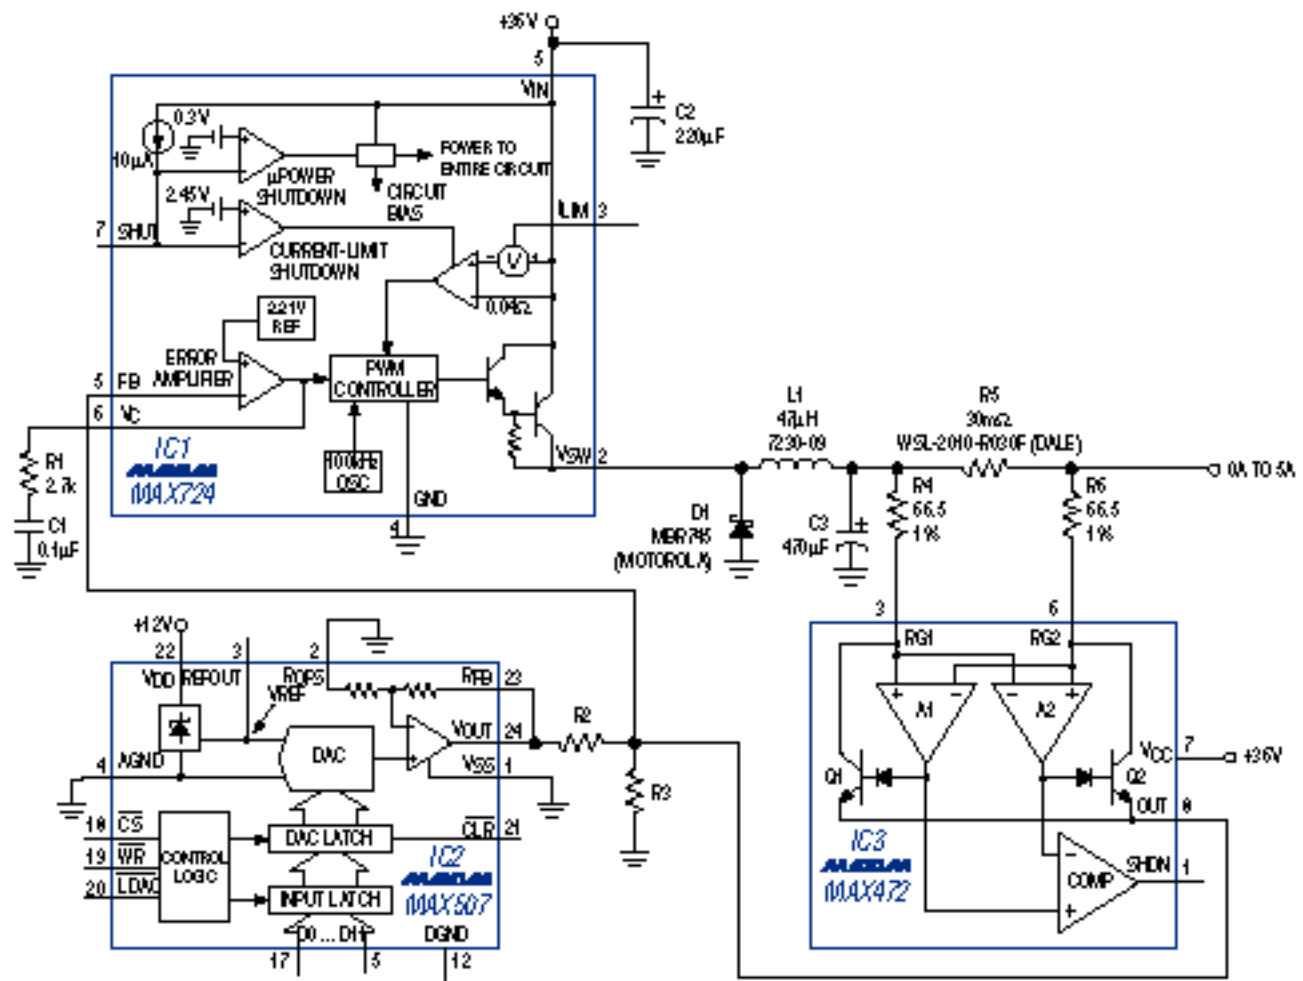 +36V
5
VIN
C2
220µF
0.3V
10µA
µPOWER
SHUTDOWN
POWER TO
ENTIRE CIRCUIT
CIRCUIT
BIAS
2.45V
7 SHUT
CURRENT-LIMIT
SHUTDOWN
ILIM 3
V
0.04Ω
2.21V
REF
ERROR
AMPLIFIER
5 FB
6 VC
PWM
CONTROLLER
100kHz
OSC
IC1
MAXIM
MAX724
GND
4
VSW 2
R1
2.7k
C1
0.1µF
L1
47µH
7230-09
R5
30mΩ
WSL-2010-R030F (DALE)
0A TO 5A
D1
MBR745
(MOTOROLA)
C3
470µF
R4
66.5
1%
R6
66.5
1%
+12V
22
3
2
VDD
REFOUT
ROFS
VREF
RFB 23
VOUT 24
VSS 1
4 AGND
DAC
R2
R3
18 CS
19 WR
20 LDAC
CONTROL
LOGIC
DAC LATCH
CLR 21
INPUT LATCH
IC2
MAXIM
MAX507
D0 ... D11
DGND
17
5
12
3
6
RG1
RG2
A1
A2
Q1
Q2
VCC 7
+36V
OUT 8
COMP
SHDN 1
IC3
MAXIM
MAX472